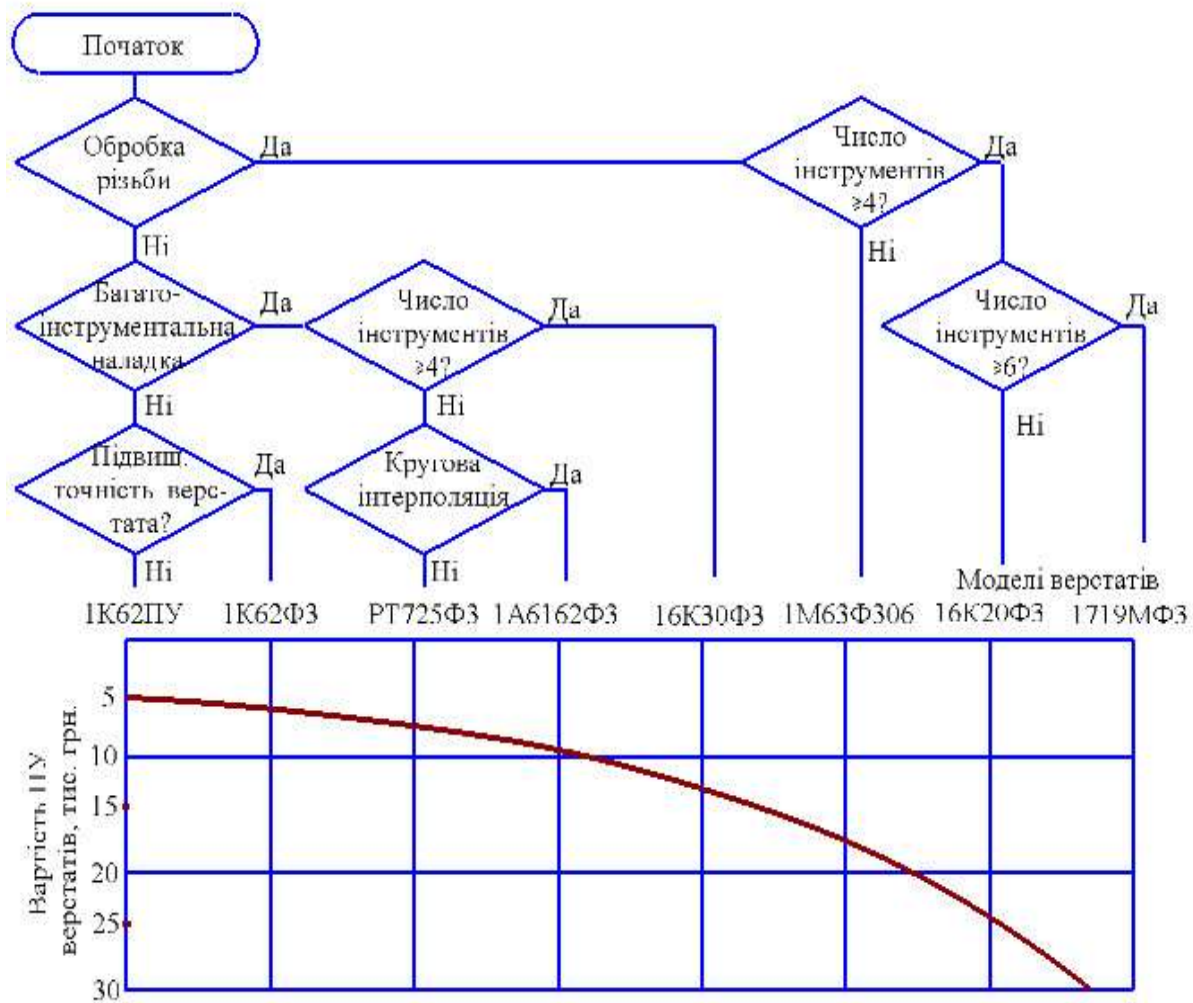 Початок
Обробка
різьби
Да
Число
інструментів
≥4?
Да
Ні
Ні
Багато-
інструментальна
наладка
Да
Число
інструментів
≥4?
Да
Число
інструментів
≥6?
Да
Ні
Ні
Ні
Підвиш.
точність верс-
тата?
Да
Кругова
інтерполяція
Да
Ні
Ні
Моделі верстатів
1К62ПУ 1К62Ф3 РТ725Ф3 1А6162Ф3 16К30Ф3 1М63Ф306 16К20Ф3 1719МФ3
Вартість ПУ
верстатів, тис. грн.
5
10
15
20
25
30